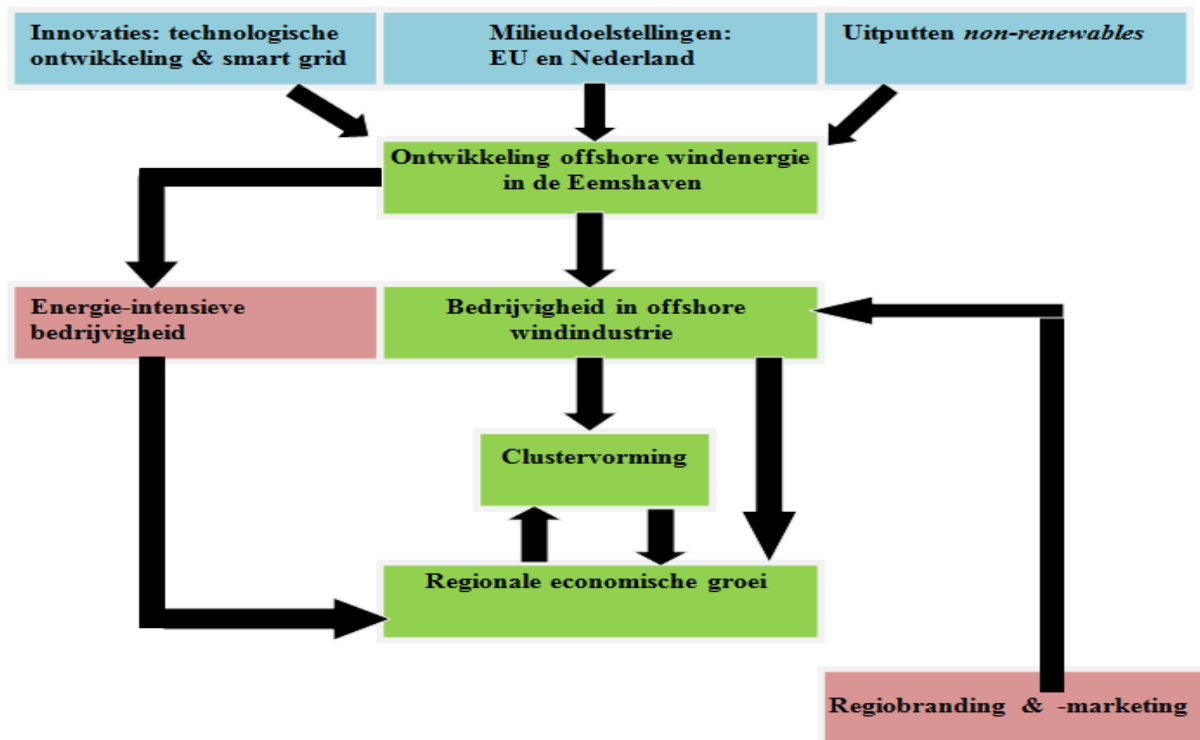 Innovaties: technologische
ontwikkeling & smart grid
Milieudoelstellingen:
EU en Nederland
Uitputten non-renewables
Ontwikkeling offshore windenergie
in de Eemshaven
Energie-intensieve
bedrijvigheid
Bedrijvigheid in offshore
windindustrie
Clustervorming
Regionale economische groei
Regiobranding & -marketing